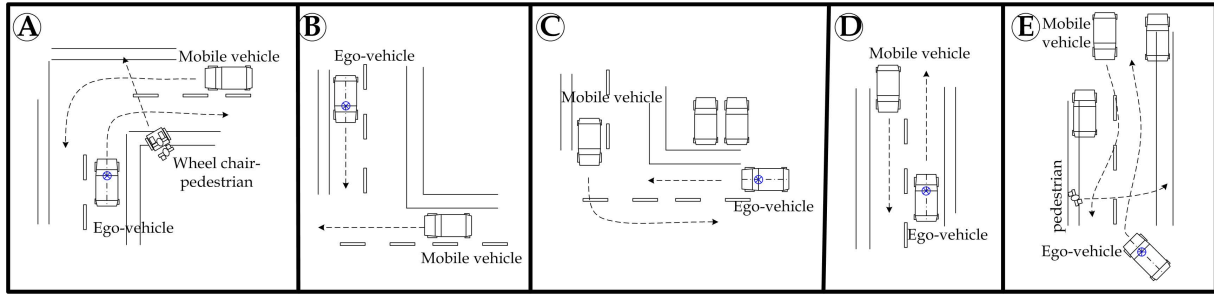 A
Mobile vehicle
Wheel chair-
pedestrian
Ego-vehicle
B
Ego-vehicle
Mobile vehicle
C
Mobile vehicle
Ego-vehicle
D
Mobile vehicle
Ego-vehicle
E
Mobile
vehicle
pedestrian
Ego-vehicle